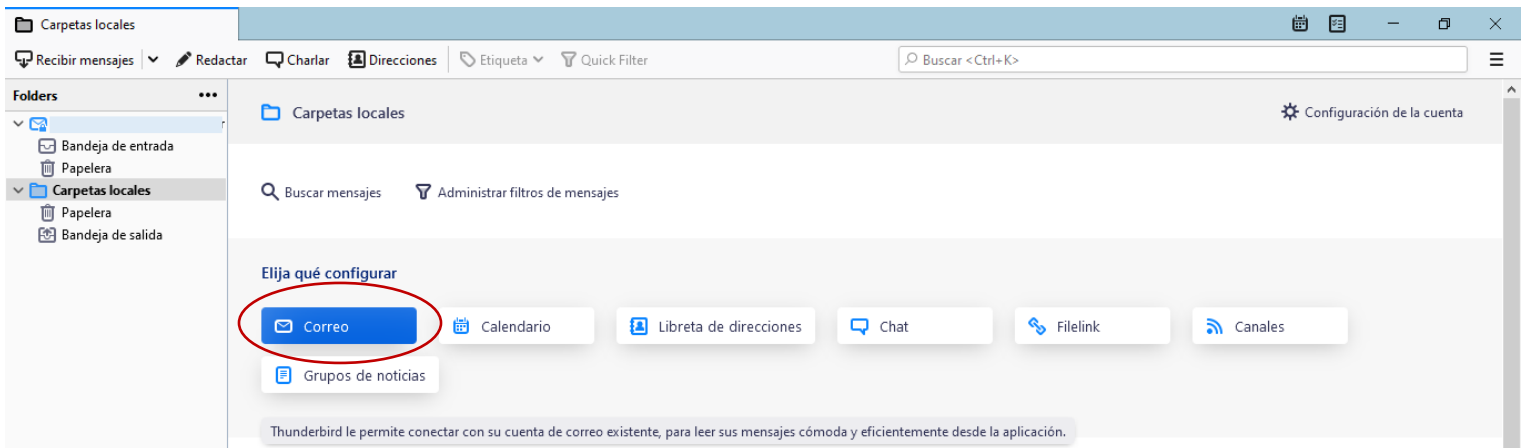 Carpetas locales
Recibir mensajes Redactar Charlar Direcciones Etiqueta Quick Filter Buscar <Ctrl+K>
Folders
Carpetas locales Configuración de la cuenta
r
Bandeja de entrada
Papelera
Carpetas locales
Papelera
Bandeja de salida
Buscar mensajes Administrar filtros de mensajes
Elija qué configurar
Correo Calendario Libreta de direcciones Chat Filelink Canales
Grupos de noticias
Thunderbird le permite conectar con su cuenta de correo existente, para leer sus mensajes cómoda y eficientemente desde la aplicación.